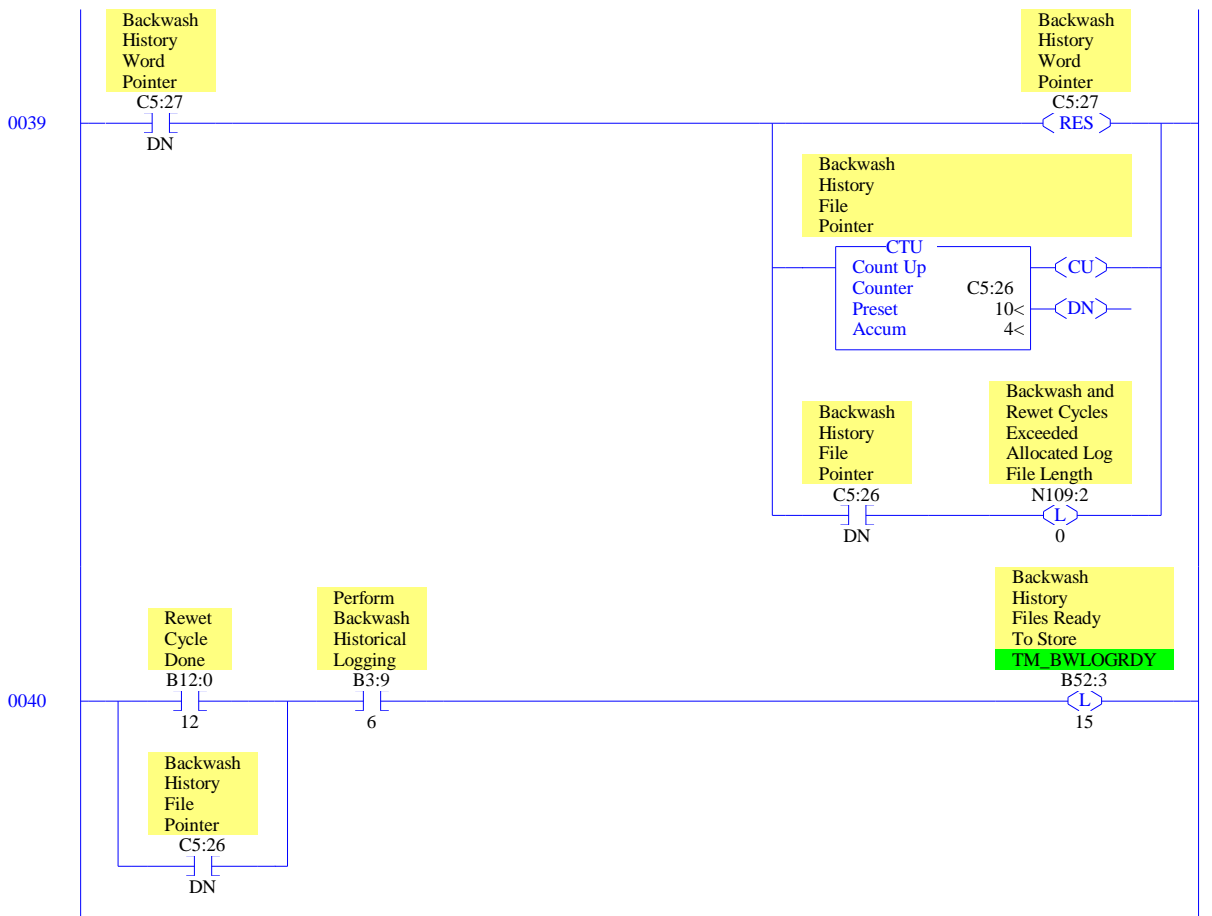 Backwash
History
Word
Pointer
C5:27
DN
0039
Backwash
History
Word
Pointer
C5:27
RES
Backwash
History
File
Pointer
CTU
Count Up
Counter C5:26
Preset 10<
Accum 4<
CU
DN
Backwash
History
File
Pointer
C5:26
DN
Backwash and
Rewet Cycles
Exceeded
Allocated Log
File Length
N109:2
L
0
0040
Rewet
Cycle
Done
B12:0
12
Perform
Backwash
Historical
Logging
B3:9
6
Backwash
History
Files Ready
To Store
TM_BWLOGRDY
B52:3
L
15
Backwash
History
File
Pointer
C5:26
DN